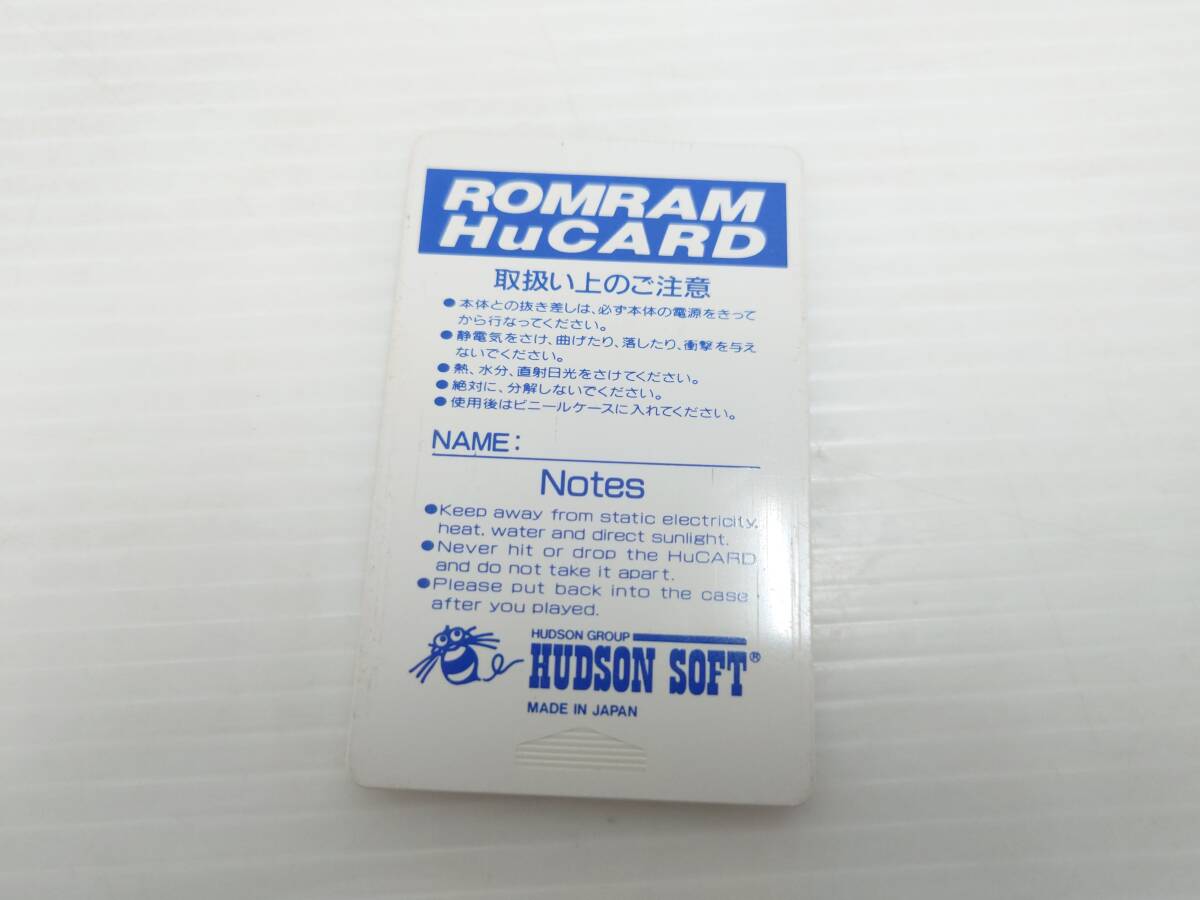 ROMRAM
HuCARD
取扱い上のご注意
●本体との抜き差しは、必ず本体の電源をきって
から行なってください。
●静電気をさけ、曲げたり、落したり、衝撃を与え
ないでください。
●熱、水分、直射日光をさけてください。
●絶対に、分解しないでください。
●使用後はビニールケースに入れてください。
NAME:
Notes
●Keep away from static electricity,
heat, water and direct sunlight.
●Never hit or drop the HuCARD
and do not take it apart.
●Please put back into the case
after you played.
HUDSON GROUP
HUDSON SOFT®
MADE IN JAPAN